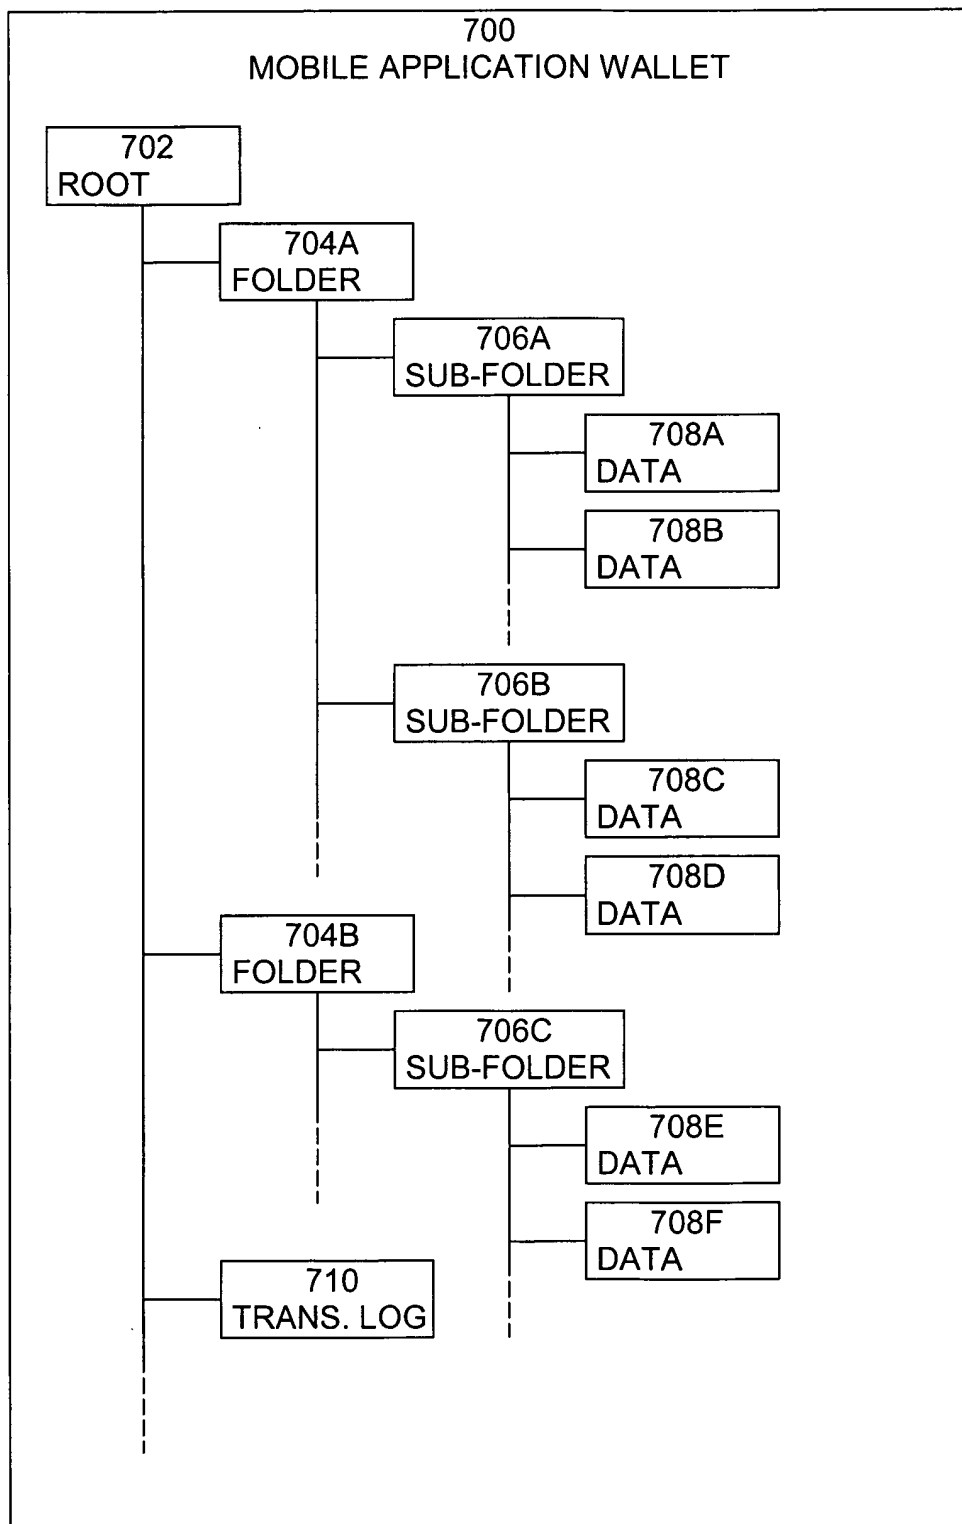 700
MOBILE APPLICATION WALLET
702
ROOT
704A
FOLDER
706A
SUB-FOLDER
708A
DATA
708B
DATA
706B
SUB-FOLDER
708C
DATA
708D
DATA
704B
FOLDER
706C
SUB-FOLDER
708E
DATA
708F
DATA
710
TRANS. LOG